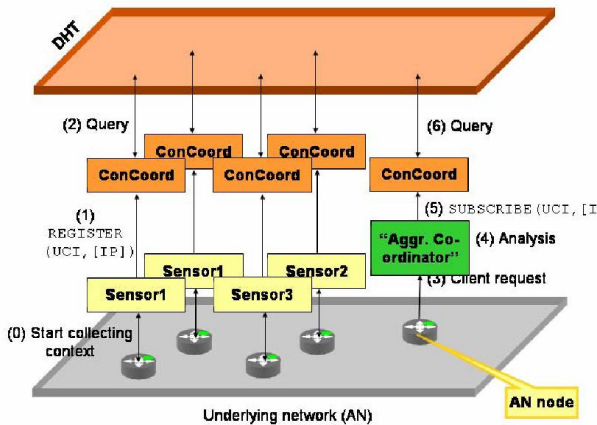 DHT
(2) Query
(6) Query
ConCoord
ConCoord
ConCoord
ConCoord
ConCoord
(1)
REGISTER
(UCI,[IP])
(5) SUBSCRIBE(UCI,[I
"Aggr. Co-
ordinator"
(4) Analysis
Sensor1
Sensor2
(3) Client request
Sensor1
Sensor3
(0) Start collecting
context
AN node
Underlying network (AN)